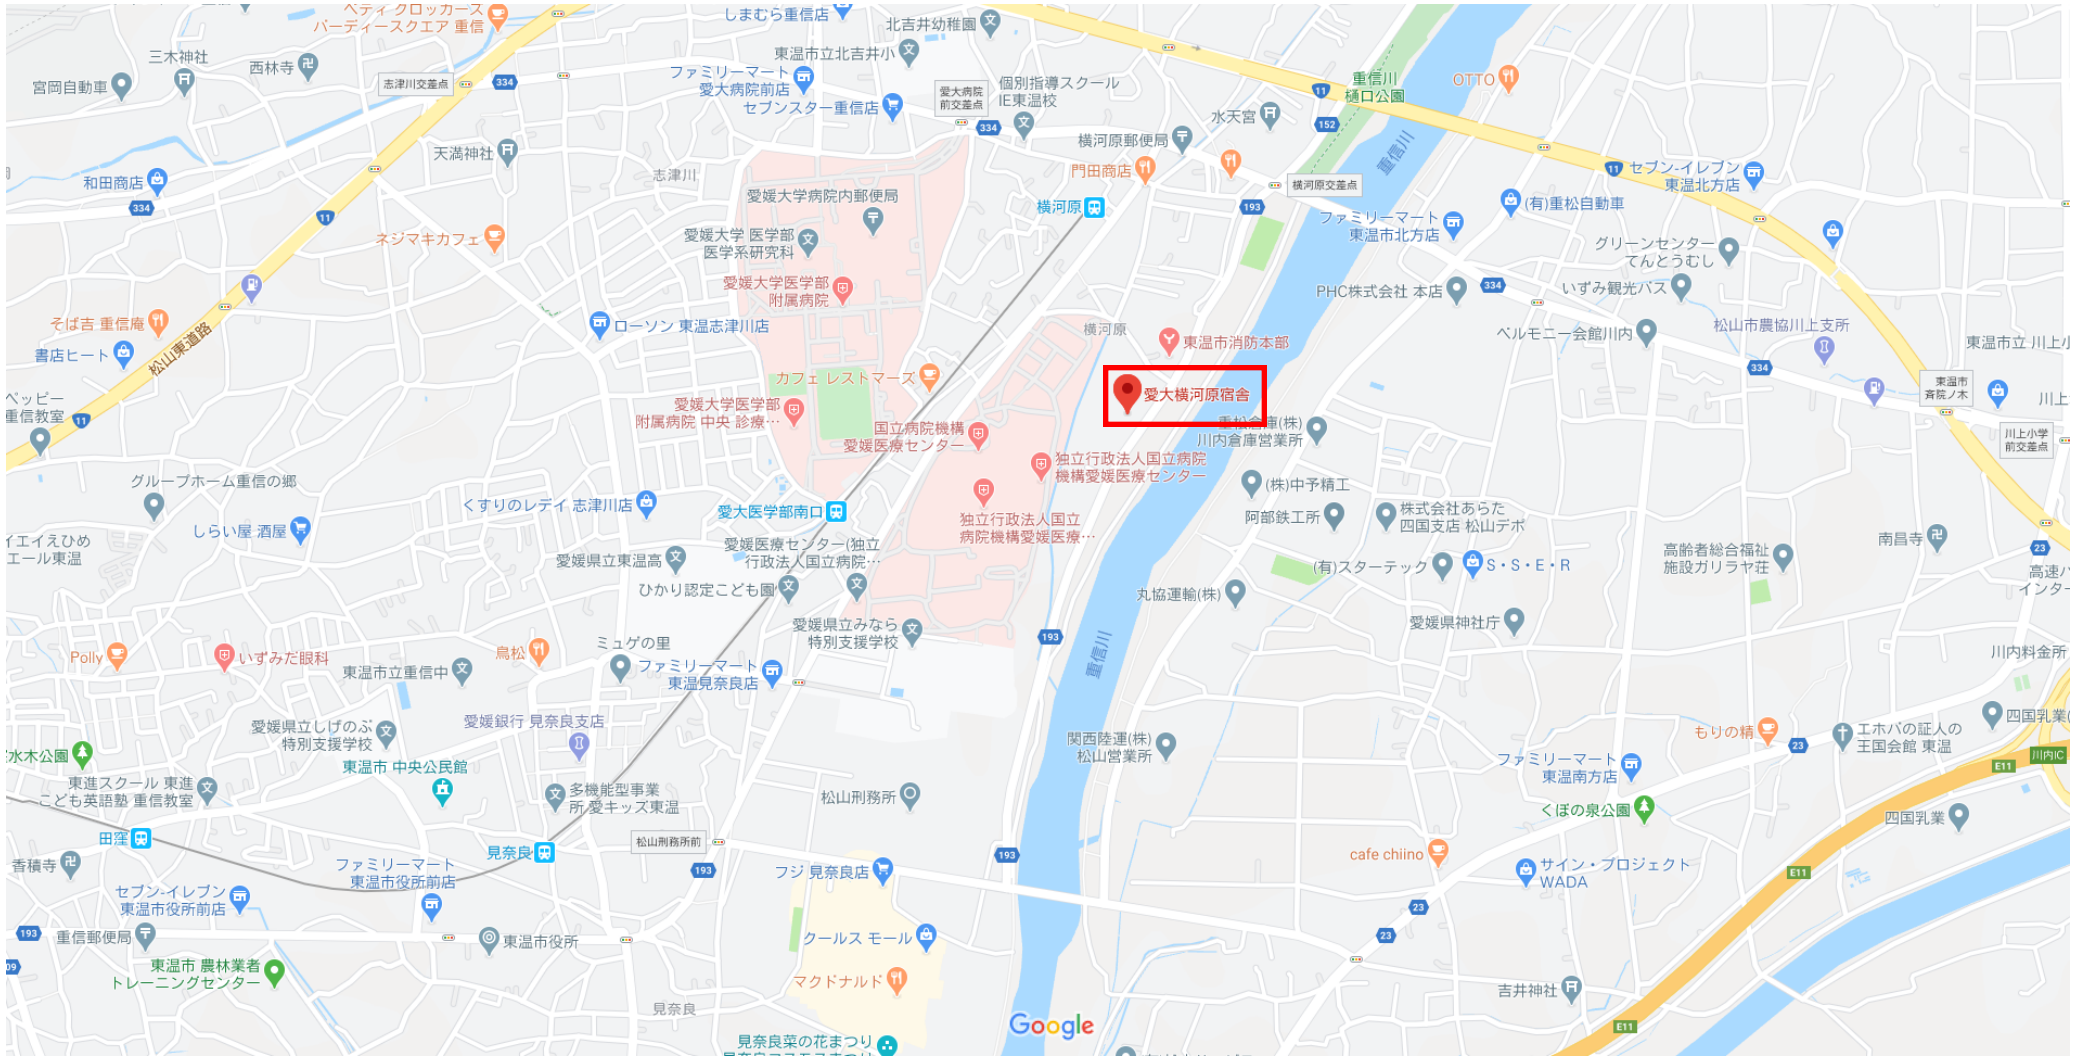 ベティ クロッカーズ
バーディースクエア 重信
しまむら重信店
北吉井幼稚園
三木神社
西林寺
宮岡自動車
志津川交差点
334
東温市立北吉井小
ファミリーマート
愛大病院前店
セブンスター重信店
愛大病院
前交差点
個別指導スクール
IE東温校
334
重信川
樋口公園
11
152
OTTO
水天宮
横河原郵便局
門田商店
天満神社
志津川
和田商店
334
11
愛媛大学病院内郵便局
横河原
横河原交差点
193
重信川
11
セブン-イレブン
東温北方店
(有)重松自動車
ファミリーマート
東温市北方店
グリーンセンター
てんとうむし
ネジマキカフェ
愛媛大学 医学部
医学系研究科
愛媛大学医学部
附属病院
PHC株式会社 本店
334
いずみ観光バス
そば吉 重信庵
松山東道路
書店ヒート
ローソン 東温志津川店
横河原
東温市消防本部
ベルモニー会館川内
松山市農協川上支所
東温市立 川上小
334
カフェ レストマーズ
愛大横河原宿舎
東温市
斉院ノ木
川上
ベッピー
重信教室
11
愛媛大学医学部
附属病院 中央 診療…
国立病院機構
愛媛医療センター
重松倉庫(株)
川内倉庫営業所
川上小学
前交差点
独立行政法人国立病院
機構愛媛医療センター
グループホーム重信の郷
(株)中予精工
くすりのレデイ 志津川店
愛大医学部南口
独立行政法人国立
病院機構愛媛医療…
阿部鉄工所
株式会社あらた
四国支店 松山デポ
しらい屋 酒屋
イエイえひめ
エール東温
愛媛県立東温高
愛媛医療センター(独立
行政法人国立病院…
ひかり認定こども園
(有)スターテック
S・S・E・R
高齢者総合福祉
施設ガリラヤ荘
南昌寺
23
高速バ
インター
丸協運輸(株)
愛媛県神社庁
愛媛県立みなら
特別支援学校
193
重信川
Polly
いずみだ眼科
東温市立重信中
鳥松
ミュゲの里
ファミリーマート
東温見奈良店
川内料金所
愛媛県立しげのぶ
特別支援学校
愛媛銀行 見奈良支店
関西陸運(株)
松山営業所
もりの精
23
エホバの証人の
王国会館 東温
四国乳業(
水木公園
東温市 中央公民館
ファミリーマート
東温南方店
E11
川内IC
東進スクール 東進
こども英語塾 重信教室
多機能型事業
所 愛キッズ東温
松山刑務所
くぼの泉公園
四国乳業
田窪
見奈良
松山刑務所前
193
193
cafe chiino
サイン・プロジェクト
WADA
E11
香積寺
ファミリーマート
東温市役所前店
フジ 見奈良店
セブン-イレブン
東温市役所前店
23
193
重信郵便局
東温市役所
クールス モール
23
09
東温市 農林業者
トレーニングセンター
マクドナルド
見奈良
吉井神社
Google
E11
見奈良菜の花まつり